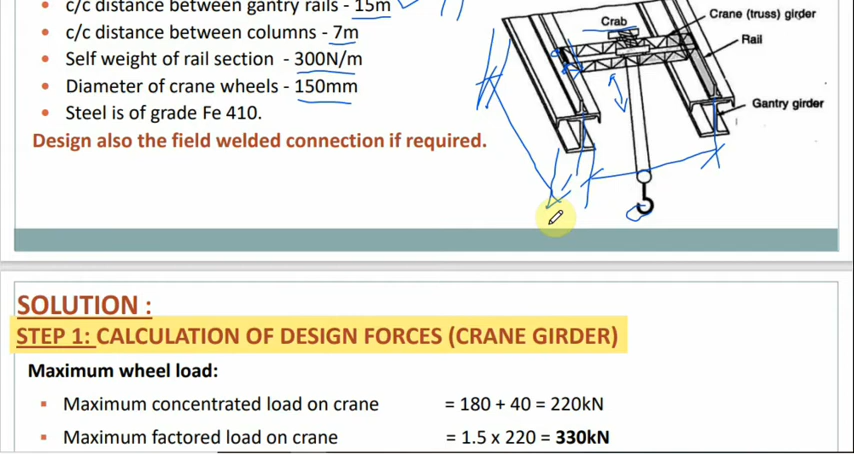 • c/c distance between gantry rails - 15m
• c/c distance between columns - 7m
• Self weight of rail section - 300N/m
• Diameter of crane wheels - 150mm
• Steel is of grade Fe 410.
Design also the field welded connection if required.
Crab
Crane (truss) girder
Rail
Gantry girder
SOLUTION :
STEP 1: CALCULATION OF DESIGN FORCES (CRANE GIRDER)
Maximum wheel load:
▪ Maximum concentrated load on crane = 180 + 40 = 220kN
▪ Maximum factored load on crane = 1.5 x 220 = 330kN